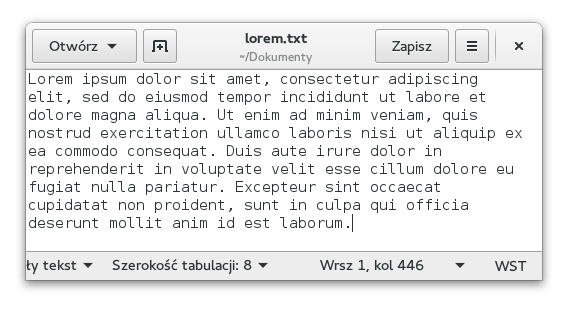 Otwórz
lorem.txt
~/Dokumenty
Zapisz
Lorem ipsum dolor sit amet, consectetur adipiscing
elit, sed do eiusmod tempor incididunt ut labore et
dolore magna aliqua. Ut enim ad minim veniam, quis
nostrud exercitation ullamco laboris nisi ut aliquip ex
ea commodo consequat. Duis aute irure dolor in
reprehenderit in voluptate velit esse cillum dolore eu
fugiat nulla pariatur. Excepteur sint occaecat
cupidatat non proident, sunt in culpa qui officia
deserunt mollit anim id est laborum.
ły tekst Szerokość tabulacji: 8 Wrsz 1, kol 446 WST